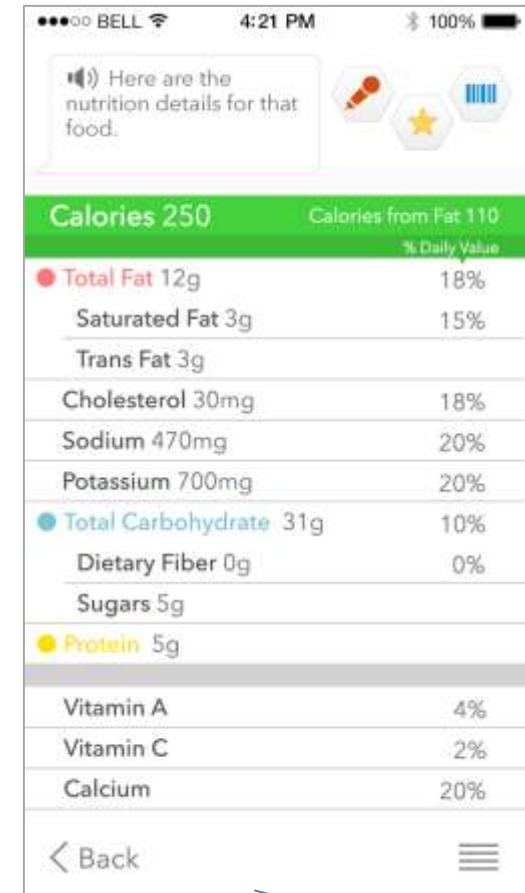 BELL 4:21 PM 100%
Here are the
nutrition details for that
food.
Calories 250 Calories from Fat 110
% Daily Value
Total Fat 12g 18%
Saturated Fat 3g 15%
Trans Fat 3g
Cholesterol 30mg 18%
Sodium 470mg 20%
Potassium 700mg 20%
Total Carbohydrate 31g 10%
Dietary Fiber 0g 0%
Sugars 5g
Protein 5g
Vitamin A 4%
Vitamin C 2%
Calcium 20%
Back